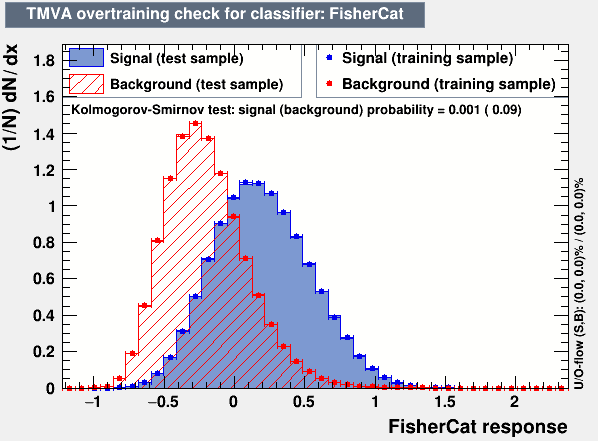 TMVA overtraining check for classifier: FisherCat
(1/N) dN/dx
Signal (test sample)
Background (test sample)
Signal (training sample)
Background (training sample)
Kolmogorov-Smirnov test: signal (background) probability = 0.001 ( 0.09)
1.8
1.6
1.4
1.2
1
0.8
0.6
0.4
0.2
0
−1
−0.5
0
0.5
1
1.5
2
FisherCat response
U/O-flow (S,B): (0.0, 0.0)% / (0.0, 0.0)%